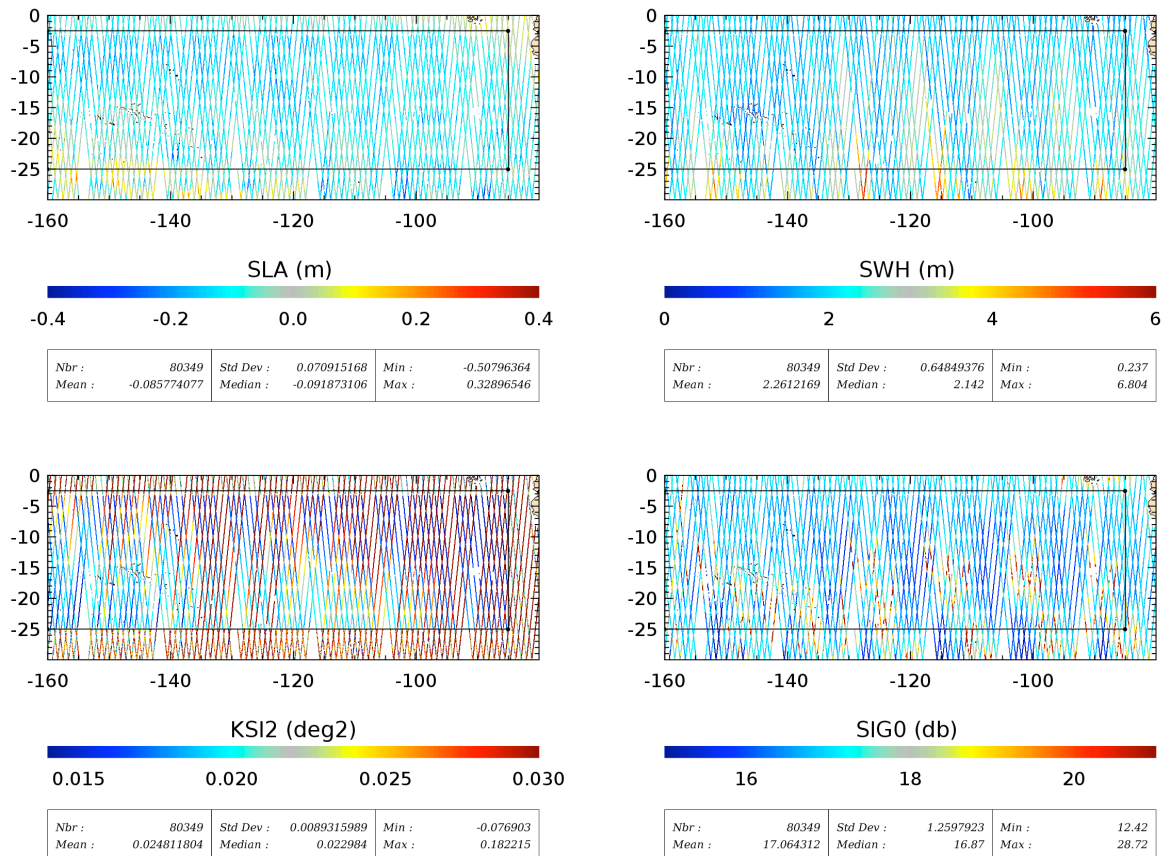 0
-5
-10
-15
-20
-25
-160 -140 -120 -100
SLA (m)
-0.4 -0.2 0.0 0.2 0.4
Nbr : 80349 Std Dev : 0.070915168 Min : -0.50796364
Mean : -0.085774077 Median : -0.091873106 Max : 0.32896546
0
-5
-10
-15
-20
-25
-160 -140 -120 -100
SWH (m)
0 2 4 6
Nbr : 80349 Std Dev : 0.64849376 Min : 0.237
Mean : 2.2612169 Median : 2.142 Max : 6.804
0
-5
-10
-15
-20
-25
-160 -140 -120 -100
KSI2 (deg2)
0.015 0.020 0.025 0.030
Nbr : 80349 Std Dev : 0.0089315989 Min : -0.076903
Mean : 0.024811804 Median : 0.022984 Max : 0.182215
0
-5
-10
-15
-20
-25
-160 -140 -120 -100
SIG0 (db)
16 18 20
Nbr : 80349 Std Dev : 1.2597923 Min : 12.42
Mean : 17.064312 Median : 16.87 Max : 28.72